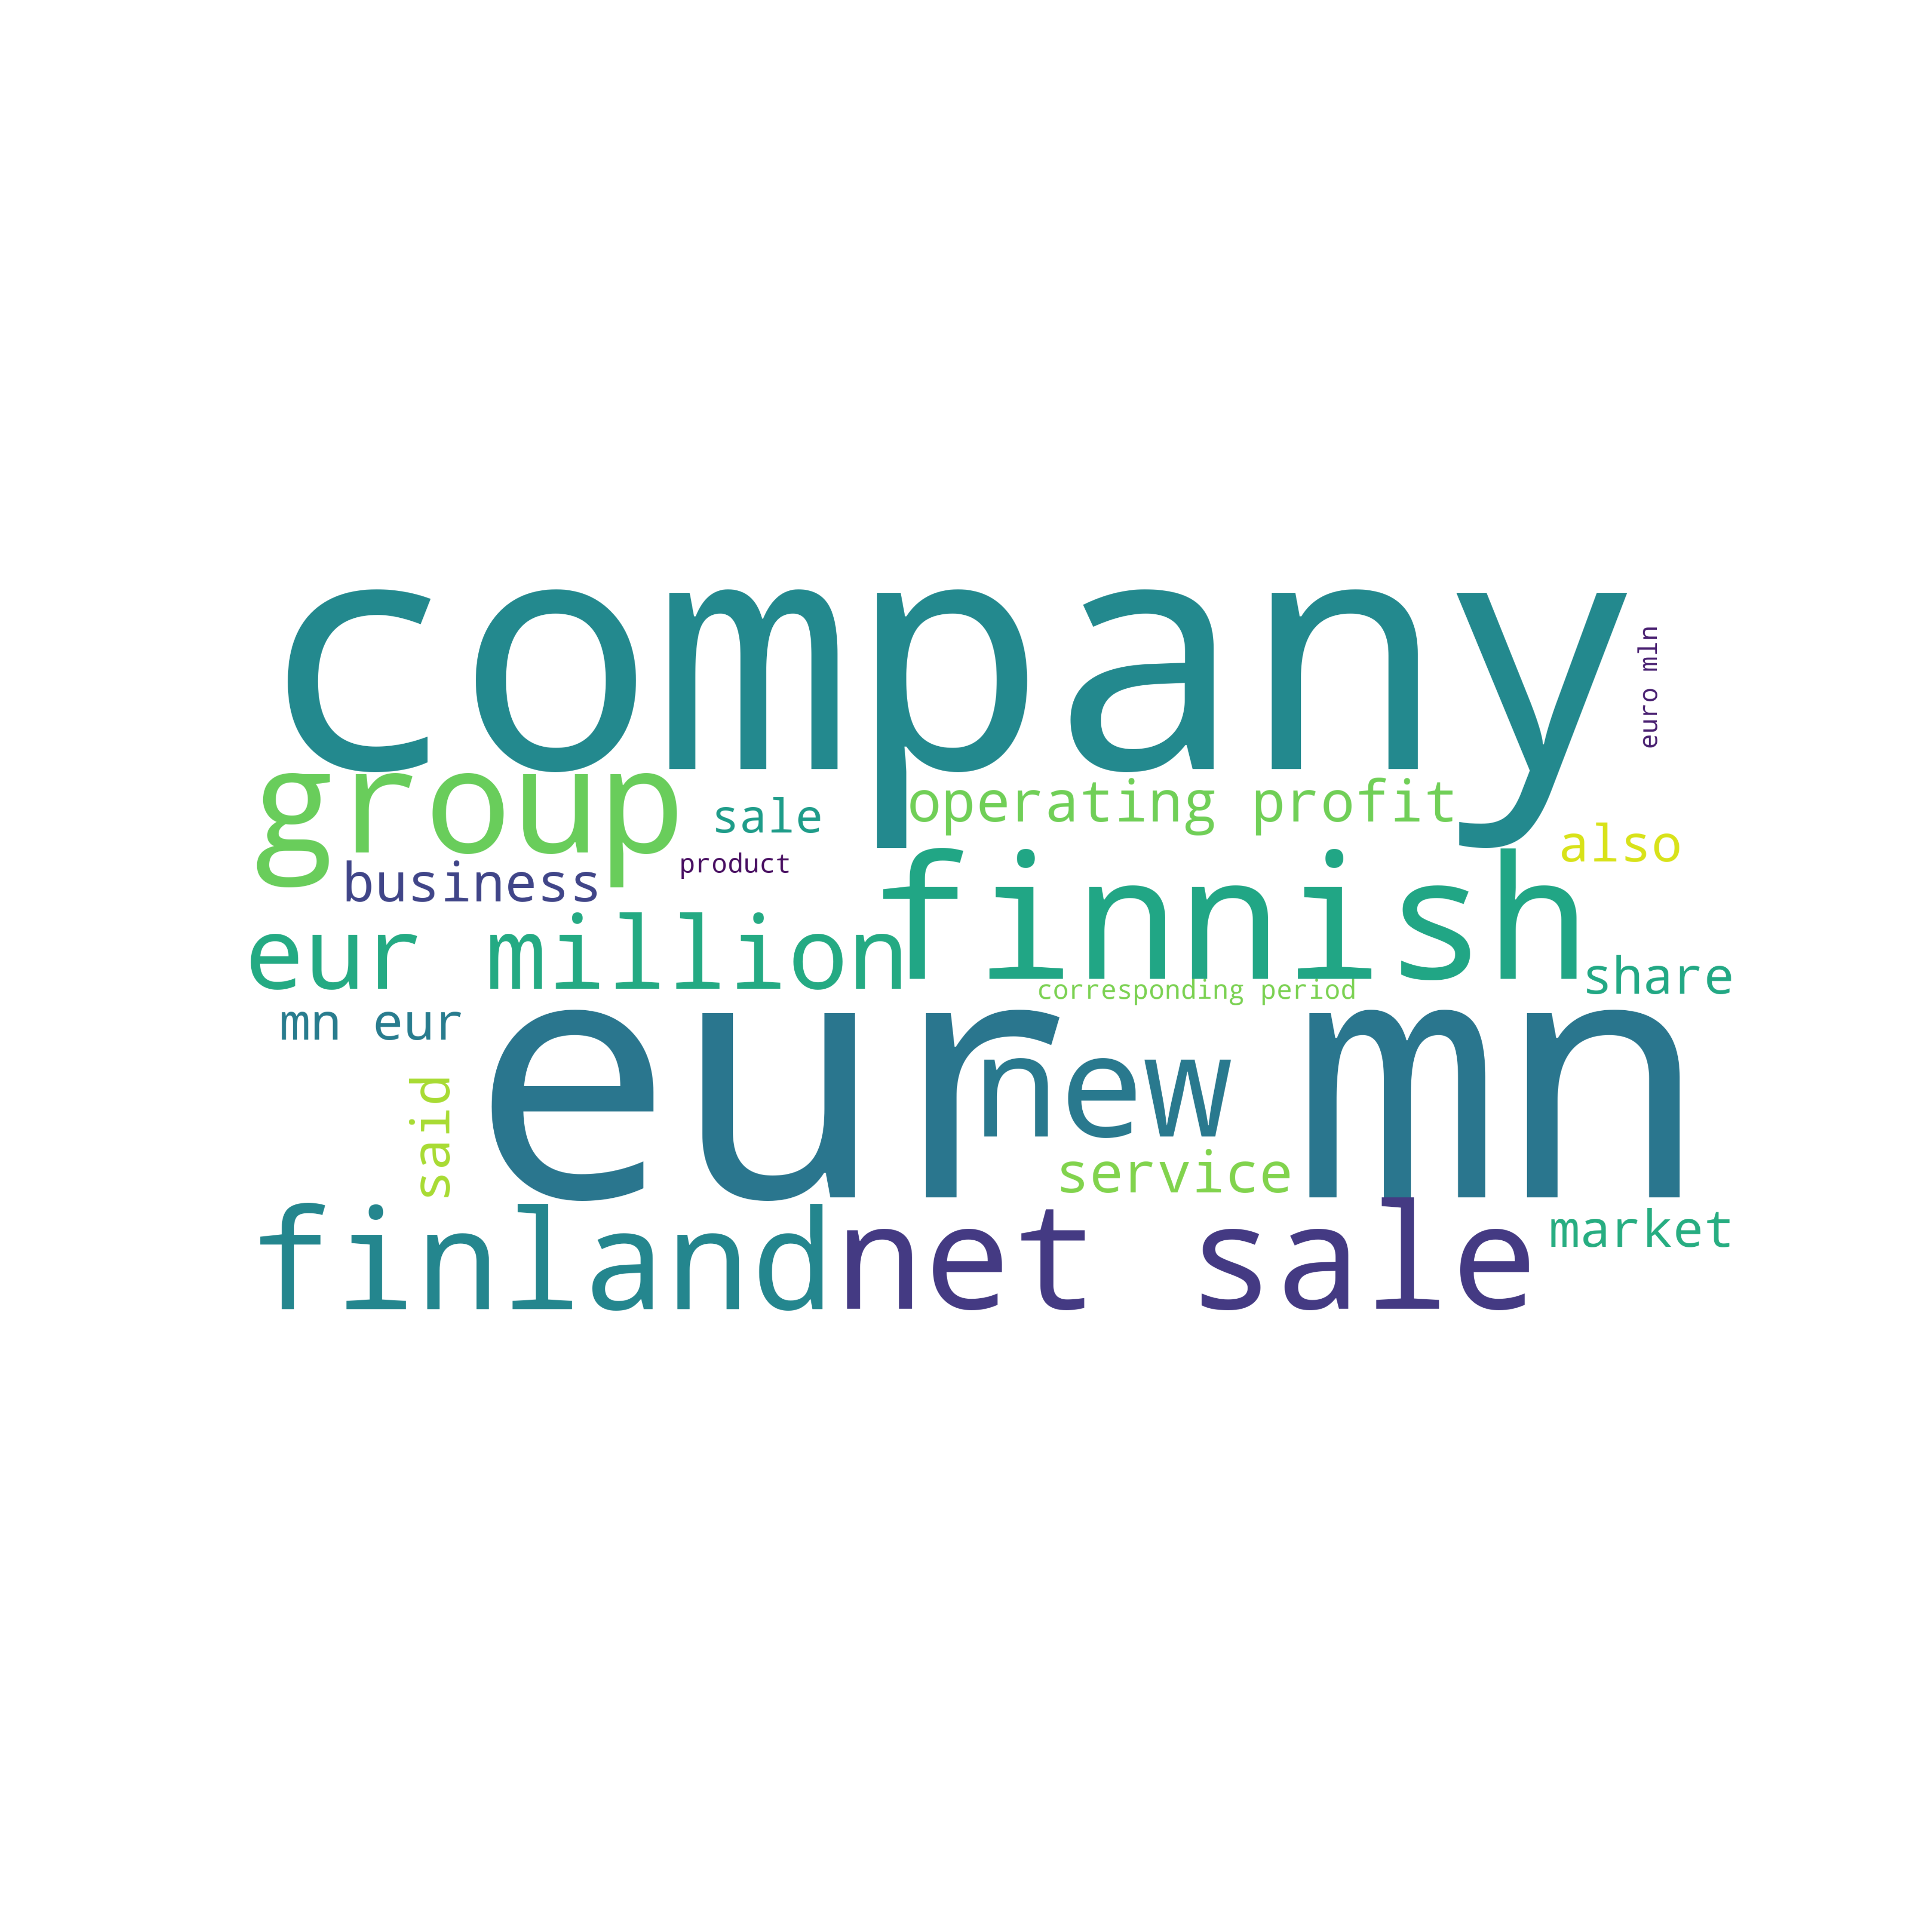 company
euro mln
group
sale
operating profit
also
business
product
finnish
eur million
share
corresponding period
mn eur
eur mn
new
said
service
finland
net sale
market